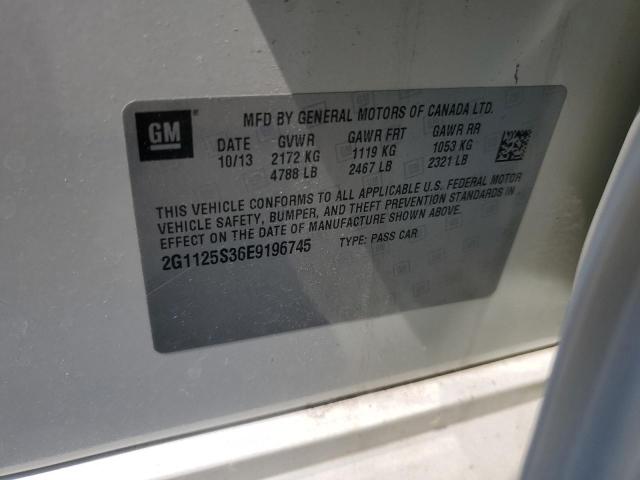 MFD BY GENERAL MOTORS OF CANADA LTD.
GM
DATE GVWR GAWR FRT GAWR RR
10/13 2172 KG 1119 KG 1053 KG
4788 LB 2467 LB 2321 LB
THIS VEHICLE CONFORMS TO ALL APPLICABLE U.S. FEDERAL MOTOR
VEHICLE SAFETY, BUMPER, AND THEFT PREVENTION STANDARDS IN
EFFECT ON THE DATE OF MANUFACTURE SHOWN ABOVE.
2G1125S36E9196745 TYPE: PASS CAR